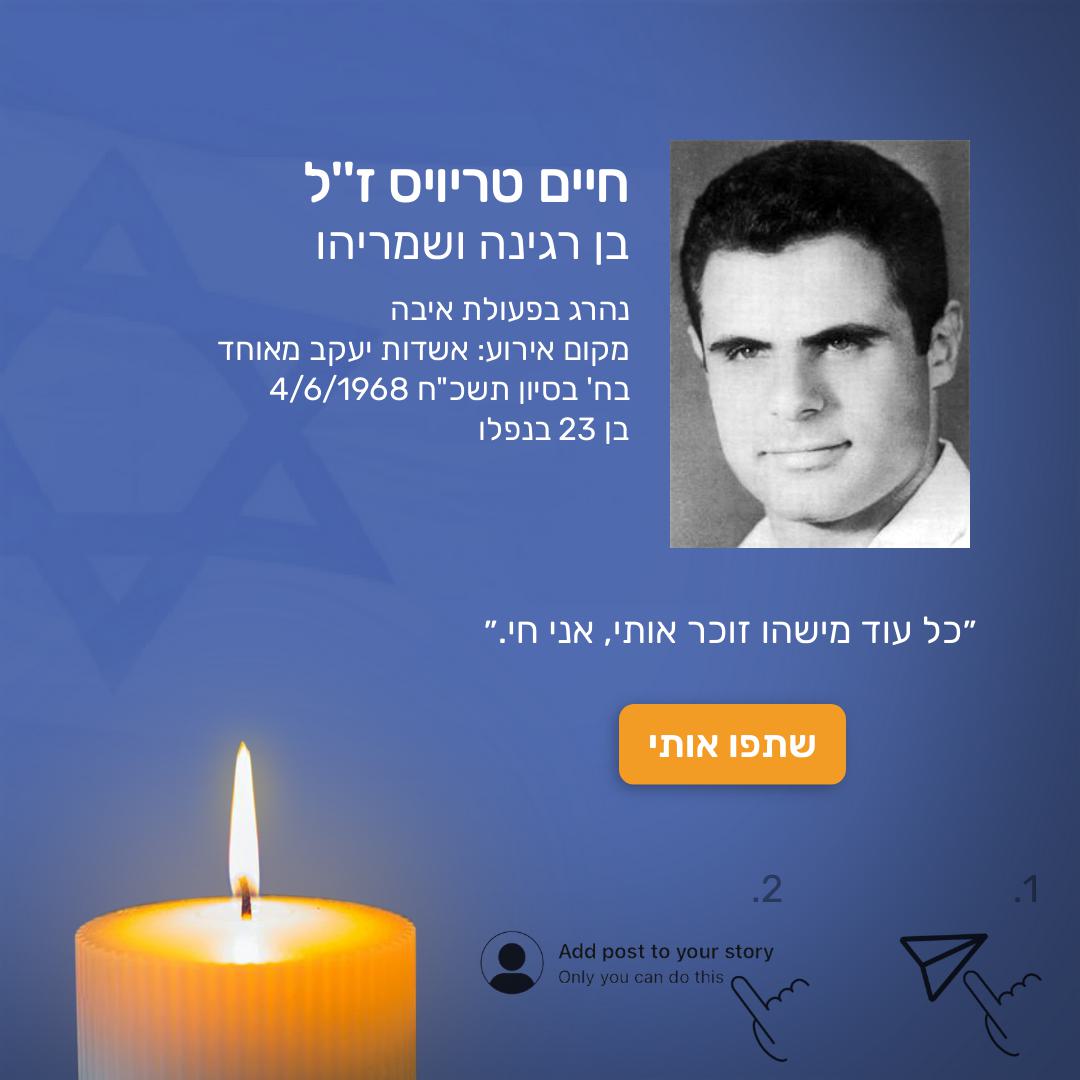 חיים טריויס ז"ל
בן רגינה ושמריהו
נהרג בפעולת איבה
מקום אירוע: אשדות יעקב מאוחד
בח' בסיון תשכ"ח 4/6/1968
בן 23 בנפלו
״כל עוד מישהו זוכר אותי, אני חי.״
שתפו אותי
.1
.2
Add post to your story
Only you can do this